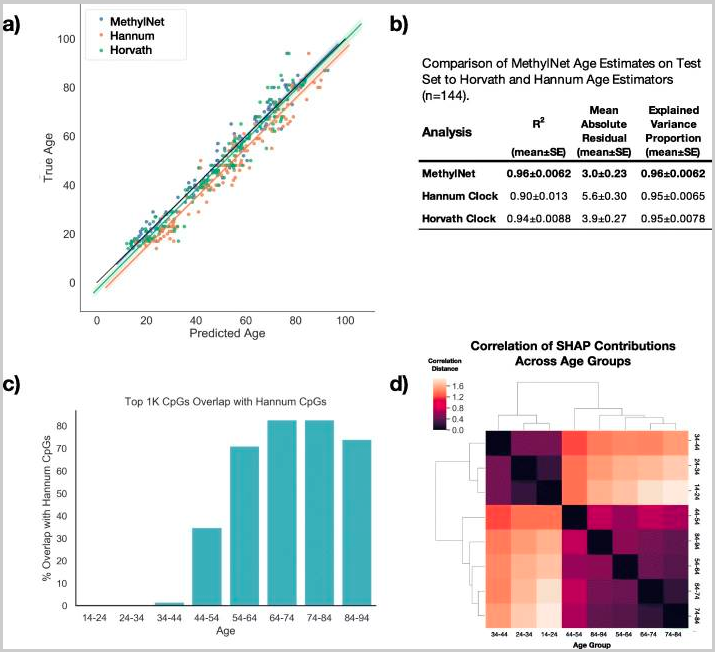 a)
MethylNet
Hannum
Horvath
True Age
100
80
60
40
20
0
0 20 40 60 80 100
Predicted Age
b)
Comparison of MethylNet Age Estimates on Test
Set to Horvath and Hannum Age Estimators
(n=144).
Analysis R² (mean±SE) Mean Absolute Residual (mean±SE) Explained Variance Proportion (mean±SE)
MethylNet 0.96±0.0062 3.0±0.23 0.96±0.0062
Hannum Clock 0.90±0.013 5.6±0.30 0.95±0.0065
Horvath Clock 0.94±0.0088 3.9±0.27 0.95±0.0078
c)
Top 1K CpGs Overlap with Hannum CpGs
% Overlap with Hannum CpGs
80
70
60
50
40
30
20
10
0
14-24 24-34 34-44 44-54 54-64 64-74 74-84 84-94
Age
d)
Correlation of SHAP Contributions
Across Age Groups
Correlation
Distance
1.6
1.2
0.8
0.4
0.0
34-44
24-34
14-24
44-54
84-94
54-64
64-74
74-84
34-44 24-34 14-24 44-54 84-94 54-64 64-74 74-84
Age Group